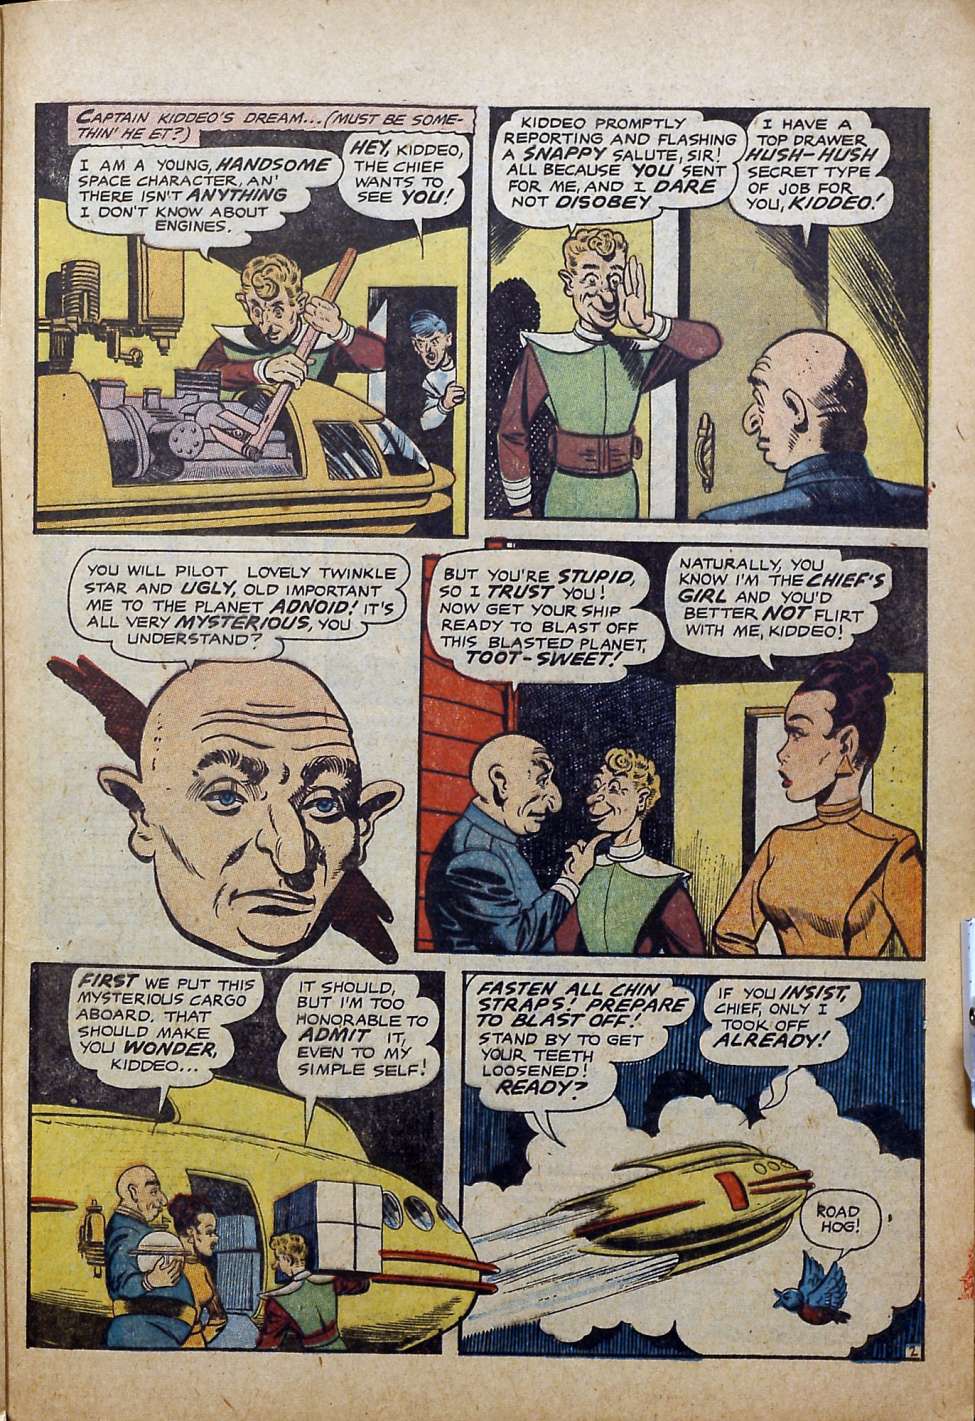 CAPTAIN KIDDEO'S DREAM...(MUST BE SOME-
THIN' HE ET?)
I AM A YOUNG, HANDSOME
SPACE CHARACTER, AN'
THERE ISN'T ANYTHING
I DON'T KNOW ABOUT
ENGINES.
HEY, KIDDEO,
THE CHIEF
WANTS TO
SEE YOU!
KIDDEO PROMPTLY
REPORTING AND FLASHING
A SNAPPY SALUTE, SIR!
ALL BECAUSE YOU SENT
FOR ME, AND I DARE
NOT DISOBEY
I HAVE A
TOP DRAWER
HUSH-HUSH
SECRET TYPE
OF JOB FOR
YOU, KIDDEO!
YOU WILL PILOT LOVELY TWINKLE
STAR AND UGLY, OLD IMPORTANT
ME TO THE PLANET ADNOID! IT'S
ALL VERY MYSTERIOUS, YOU
UNDERSTAND?
BUT YOU'RE STUPID,
SO I TRUST YOU!
NOW GET YOUR SHIP
READY TO BLAST OFF
THIS BLASTED PLANET,
TOOT-SWEET!
NATURALLY, YOU
KNOW I'M THE CHIEF'S
GIRL AND YOU'D
BETTER NOT FLIRT
WITH ME, KIDDEO!
FIRST WE PUT THIS
MYSTERIOUS CARGO
ABOARD. THAT
SHOULD MAKE
YOU WONDER,
KIDDEO...
IT SHOULD,
BUT I'M TOO
HONORABLE TO
ADMIT IT,
EVEN TO MY
SIMPLE SELF!
FASTEN ALL CHIN
STRAPS! PREPARE
TO BLAST OFF!
STAND BY TO GET
YOUR TEETH
LOOSENED!
READY?
IF YOU INSIST,
CHIEF, ONLY I
TOOK OFF
ALREADY!
ROAD
HOG!
2